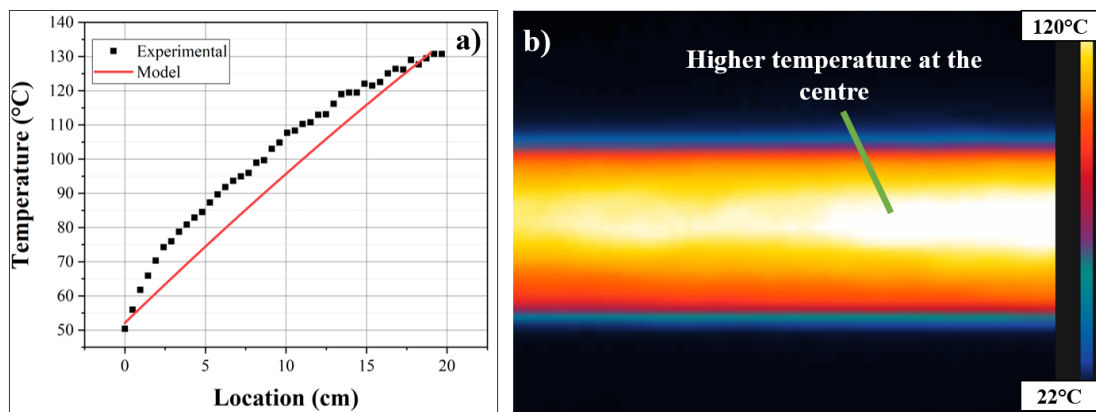 a)
Experimental
Model
Temperature (°C)
140
130
120
110
100
90
80
70
60
50
0
5
10
15
20
Location (cm)
b)
Higher temperature at the
centre
120°C
22°C